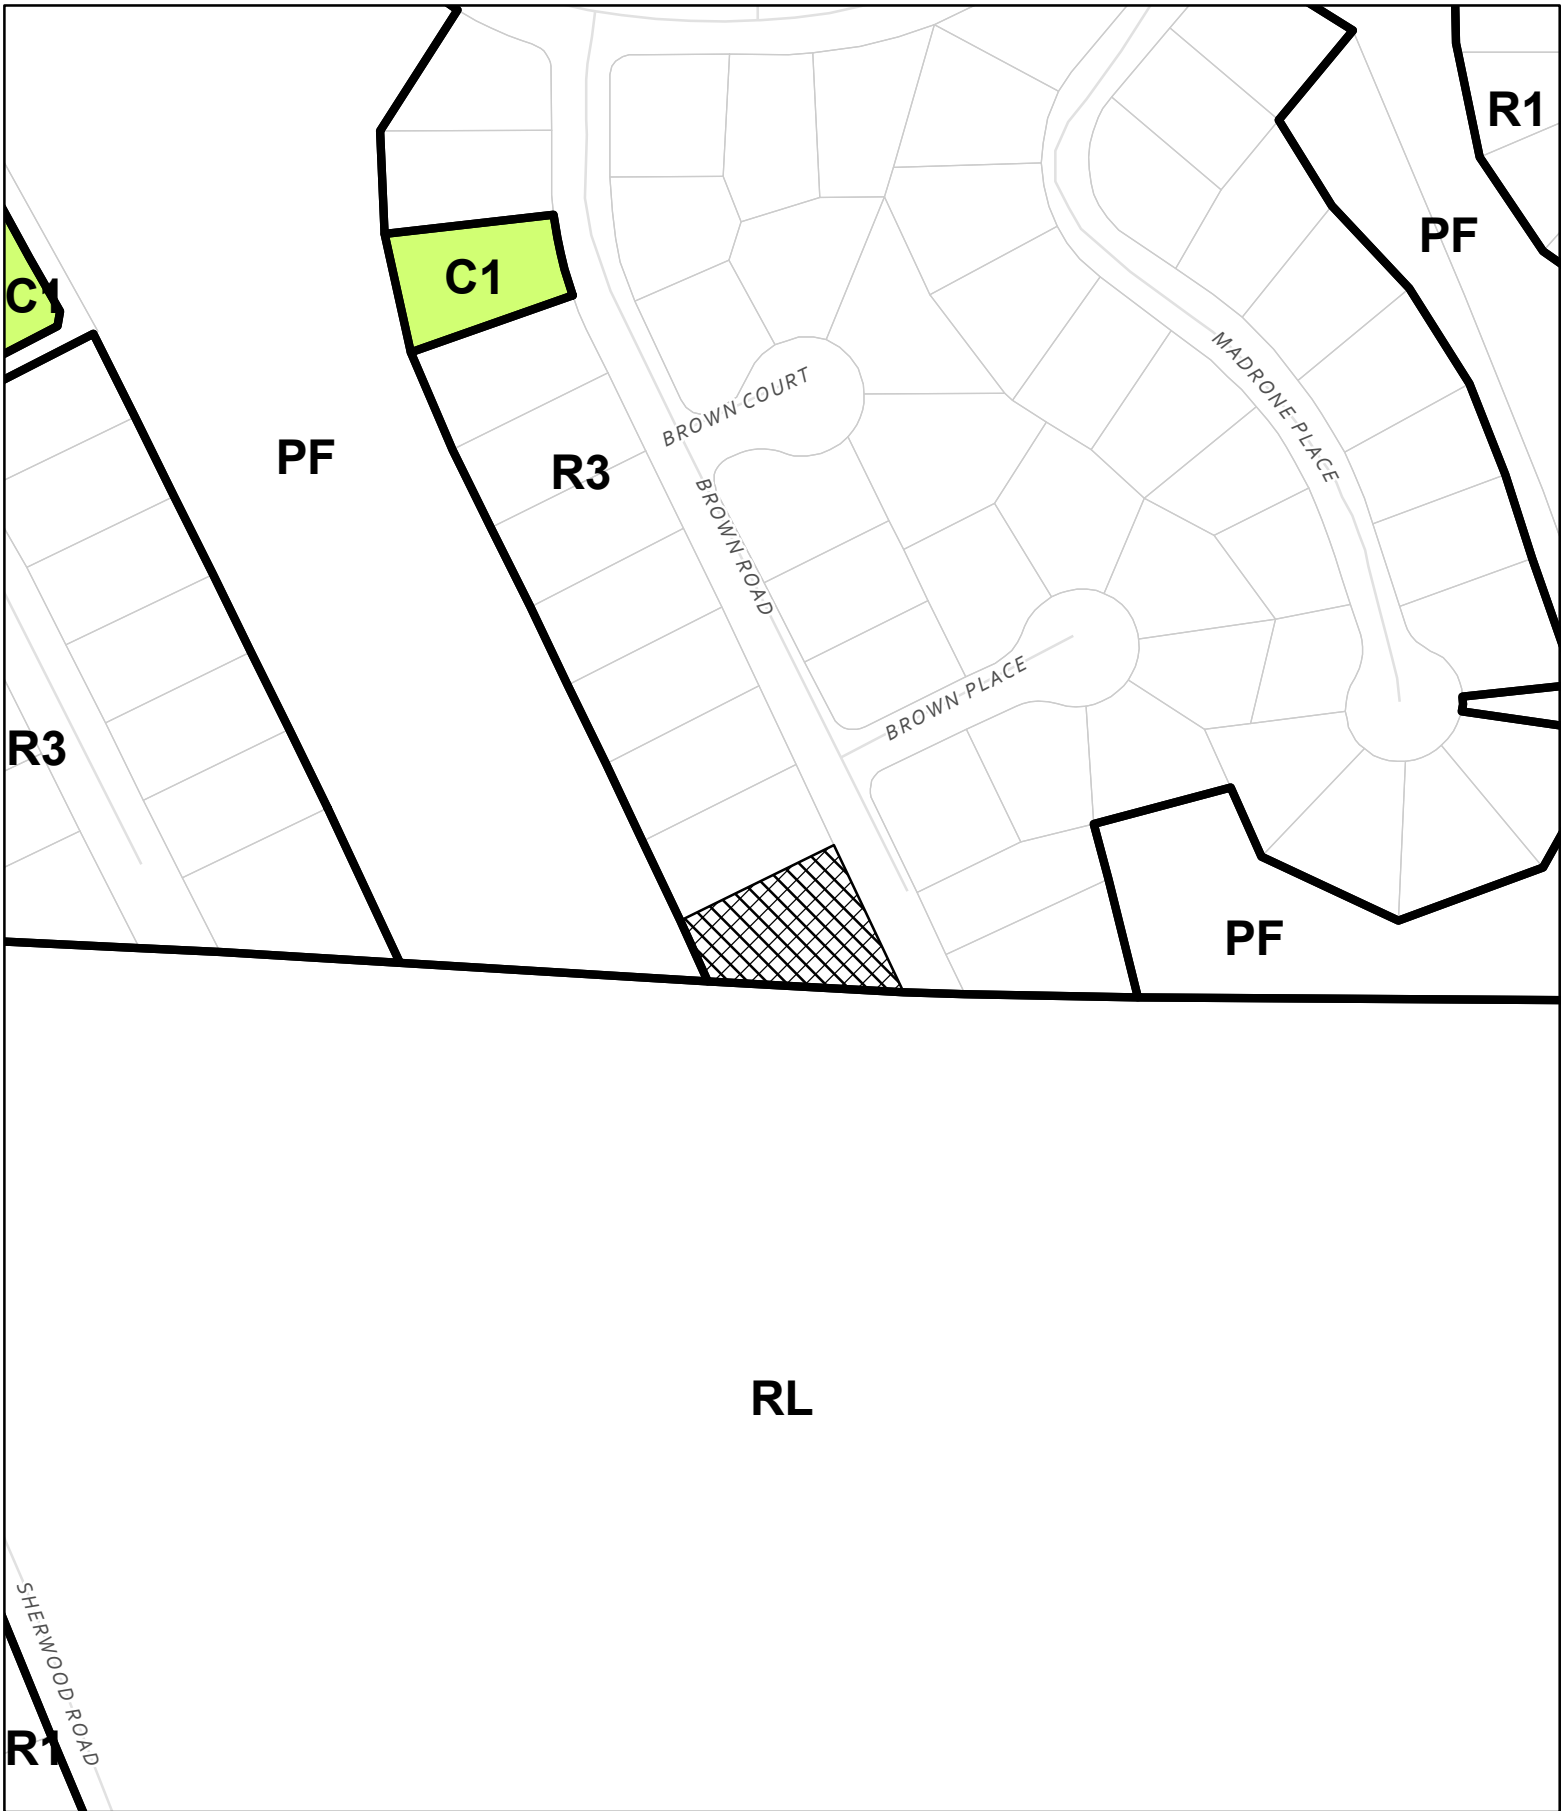 R1
PF
C1
C1
MADRONE PLACE
BROWN COURT
PF
R3
BROWN ROAD
BROWN PLACE
R3
PF
RL
SHERWOOD ROAD
R1